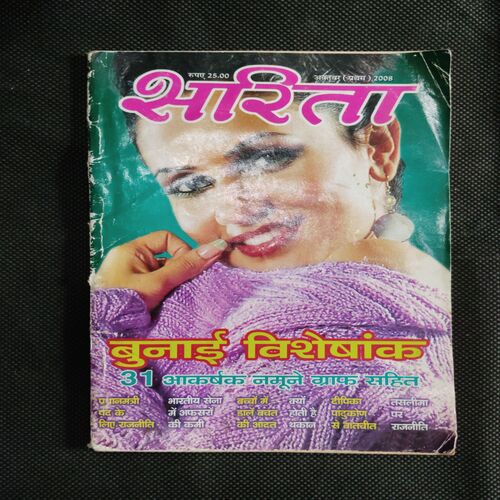 रुपए 25.00
अक्तूबर (प्रथम) 2008
सरिता
बुनाई विशेषांक
31 आकर्षक नमूने ग्राफ सहित
प्रधानमंत्री
पद के
लिए राजनीति
भारतीय सेना
में अफसरों
की कमी
बच्चों में
डालें बचत
की आदत
क्यों
होती है
थकान
दीपिका
पादुकोण
से बातचीत
तसलीमा
पर
राजनीति